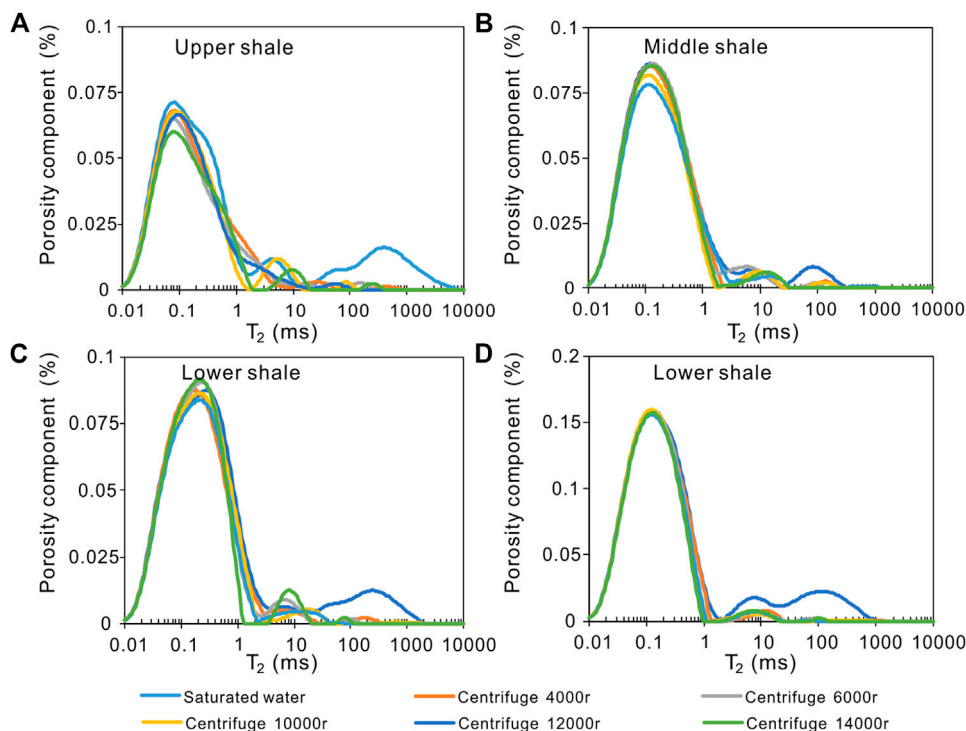 A
Upper shale
Porosity component (%)
0.1
0.075
0.05
0.025
0
0.01 0.1 1 10 100 1000 10000
T2 (ms)
B
Middle shale
Porosity component (%)
0.1
0.075
0.05
0.025
0
0.01 0.1 1 10 100 1000 10000
T2 (ms)
C
Lower shale
Porosity component (%)
0.1
0.075
0.05
0.025
0
0.01 0.1 1 10 100 1000 10000
T2 (ms)
D
Lower shale
Porosity component (%)
0.2
0.15
0.1
0.05
0
0.01 0.1 1 10 100 1000 10000
T2 (ms)
Saturated water Centrifuge 4000r Centrifuge 6000r
Centrifuge 10000r Centrifuge 12000r Centrifuge 14000r